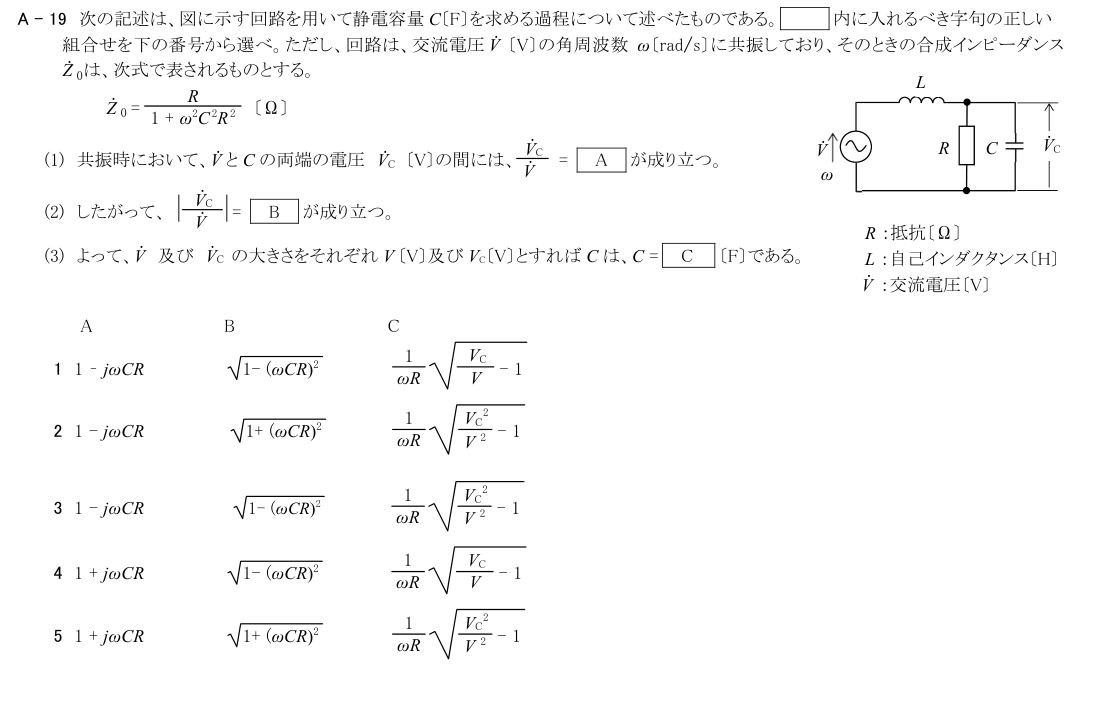 A-19 次の記述は、図に示す回路を用いて静電容量 C〔F〕を求める過程について述べたものである。□内に入れるべき字句の正しい
組合せを下の番号から選べ。ただし、回路は、交流電圧 V̇ 〔V〕の角周波数 ω〔rad/s〕に共振しており、そのときの合成インピーダンス
Ż₀は、次式で表されるものとする。
Ż₀ = R / (1 + ω²C²R²) 〔Ω〕
(1) 共振時において、V̇ と C の両端の電圧 V̇C 〔V〕の間には、V̇C / V̇ = A が成り立つ。
(2) したがって、 |V̇C / V̇| = B が成り立つ。
(3) よって、V̇ 及び V̇C の大きさをそれぞれ V〔V〕及び VC〔V〕とすれば C は、C = C 〔F〕である。
L
V̇
ω
R
C
V̇C
R :抵抗〔Ω〕
L :自己インダクタンス〔H〕
V̇ :交流電圧〔V〕
A B C
1 1 - jωCR √(1- (ωCR)²) 1/ωR √(VC/V - 1)
2 1 - jωCR √(1+ (ωCR)²) 1/ωR √(VC²/V² - 1)
3 1 - jωCR √(1- (ωCR)²) 1/ωR √(VC²/V² - 1)
4 1 + jωCR √(1- (ωCR)²) 1/ωR √(VC/V - 1)
5 1 + jωCR √(1+ (ωCR)²) 1/ωR √(VC²/V² - 1)